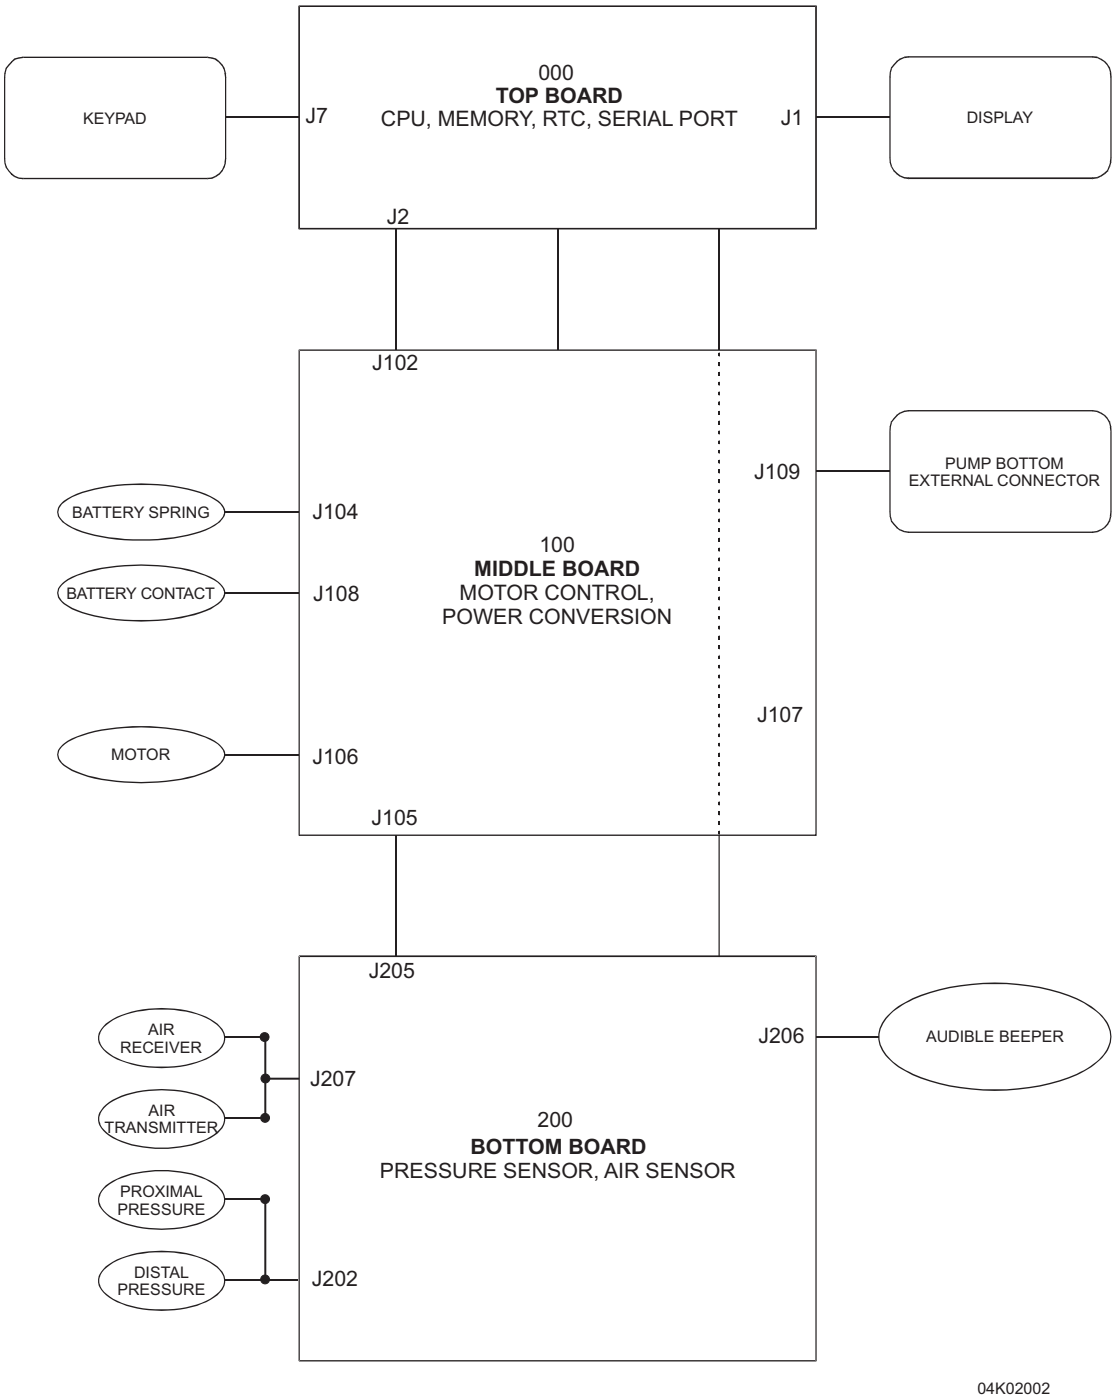 000
TOP BOARD
CPU, MEMORY, RTC, SERIAL PORT
KEYPAD
J7
J1
DISPLAY
J2
J102
J109
PUMP BOTTOM
EXTERNAL CONNECTOR
BATTERY SPRING
J104
100
MIDDLE BOARD
MOTOR CONTROL,
POWER CONVERSION
BATTERY CONTACT
J108
J107
MOTOR
J106
J105
J205
AIR
RECEIVER
J206
AUDIBLE BEEPER
J207
AIR
TRANSMITTER
200
BOTTOM BOARD
PRESSURE SENSOR, AIR SENSOR
PROXIMAL
PRESSURE
DISTAL
PRESSURE
J202
04K02002